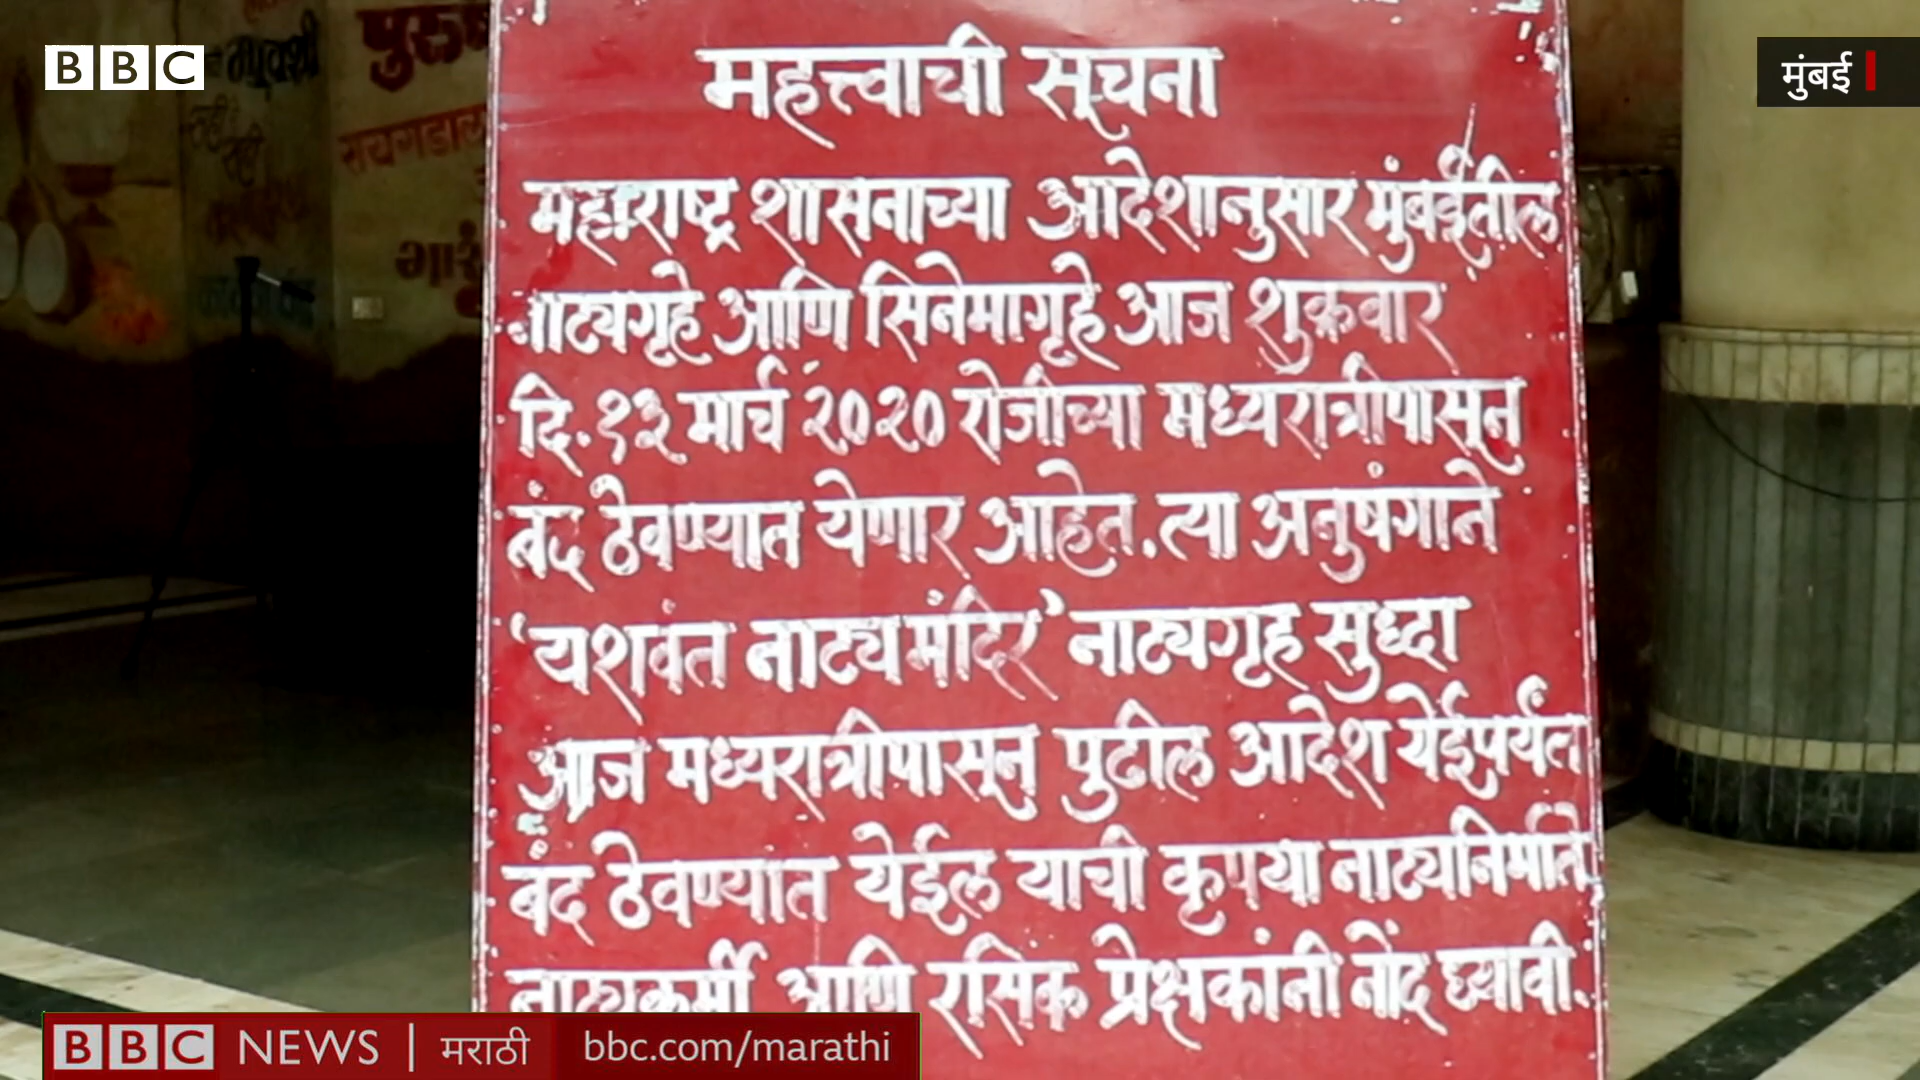 BBC
मुंबई
पुरुष
रायगडाल
महत्त्वाची सूचना
महाराष्ट्र शासनाच्या आदेशानुसार मुंबईतील
नाट्यगृहे आणि सिनेमागृहे आज शुक्रवार
दि. १३ मार्च २०२० रोजीच्या मध्यरात्रीपासून
बंद ठेवण्यात येणार आहेत. त्या अनुषंगाने
'यशवंत नाट्यमंदिर' नाट्यगृह सुध्दा
आज मध्यरात्रीपासून पुढील आदेश येईपर्यंत
बंद ठेवण्यात येईल याची कृपया नाट्यनिर्माते
नाट्यकर्मी आणि रसिक प्रेक्षकांनी नोंद घ्यावी.
BBC NEWS | मराठी bbc.com/marathi